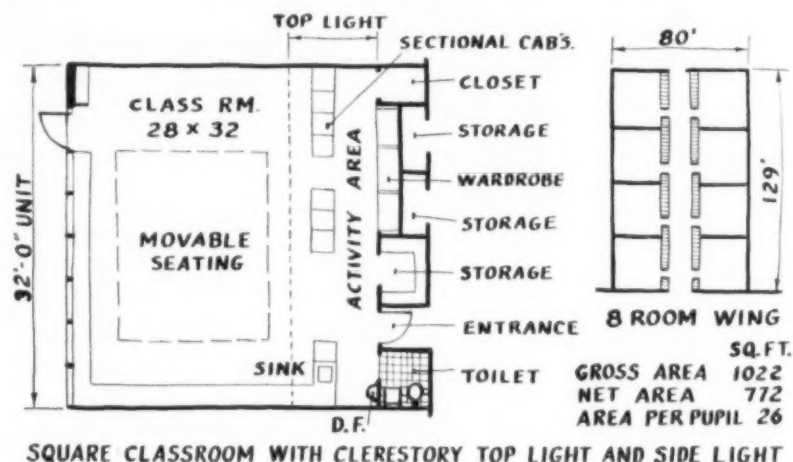 TOP LIGHT
SECTIONAL CAB'S.
80'
CLASS RM.
28 × 32
CLOSET
STORAGE
WARDROBE
STORAGE
STORAGE
ENTRANCE
TOILET
32'-0" UNIT
MOVABLE
SEATING
ACTIVITY AREA
SINK
D.F.
129'
8 ROOM WING
SQ. FT.
GROSS AREA 1022
NET AREA 772
AREA PER PUPIL 26
SQUARE CLASSROOM WITH CLERESTORY TOP LIGHT AND SIDE LIGHT